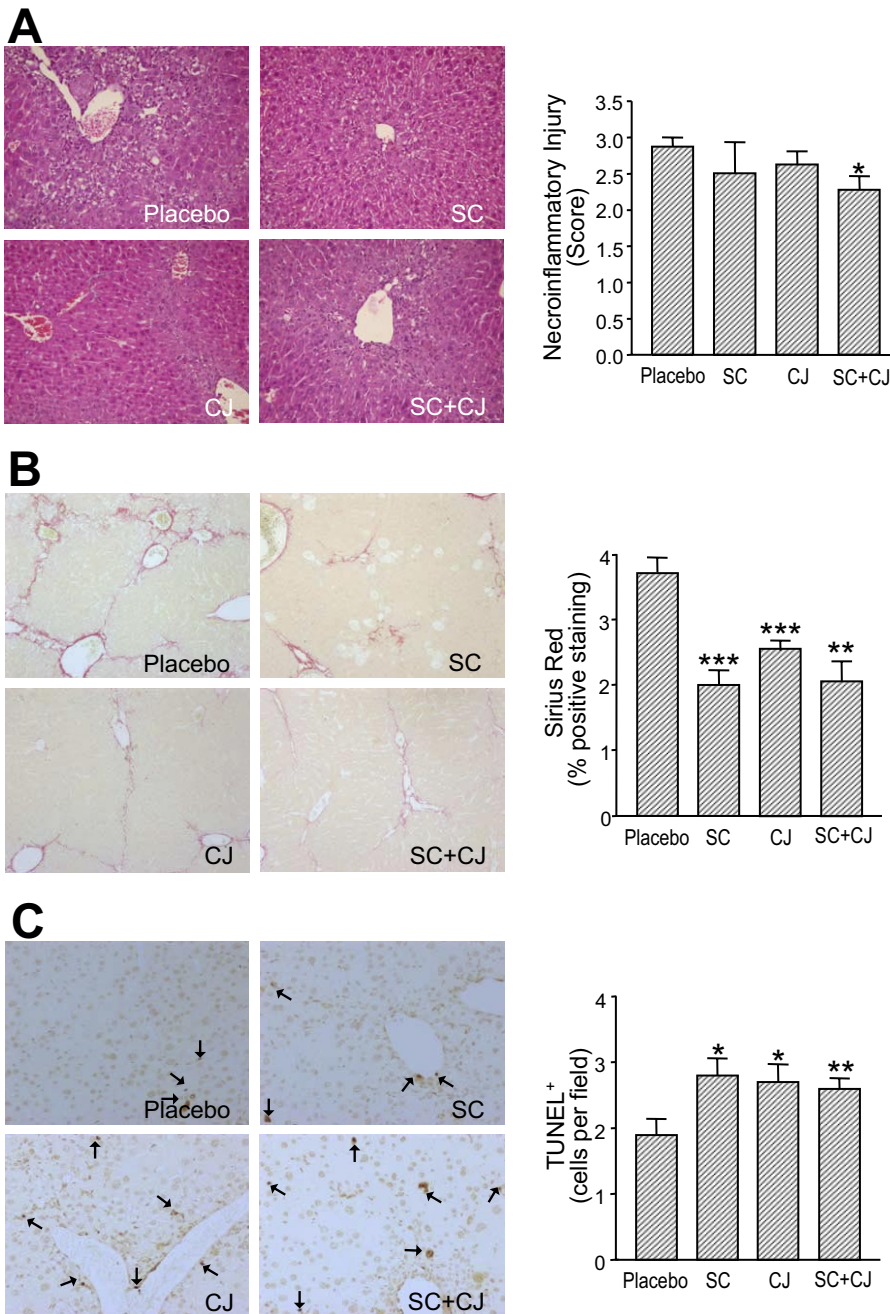 A
Placebo
SC
CJ
SC+CJ
Necroinflammatory Injury
(Score)
3.5
3.0
2.5
2.0
1.5
1.0
0.5
0.0
*
Placebo SC CJ SC+CJ
B
Placebo
SC
CJ
SC+CJ
Sirius Red
(% positive staining)
4
3
2
1
0
*** *** **
Placebo SC CJ SC+CJ
C
Placebo
SC
CJ
SC+CJ
TUNEL⁺
(cells per field)
4
3
2
1
0
* * **
Placebo SC CJ SC+CJ